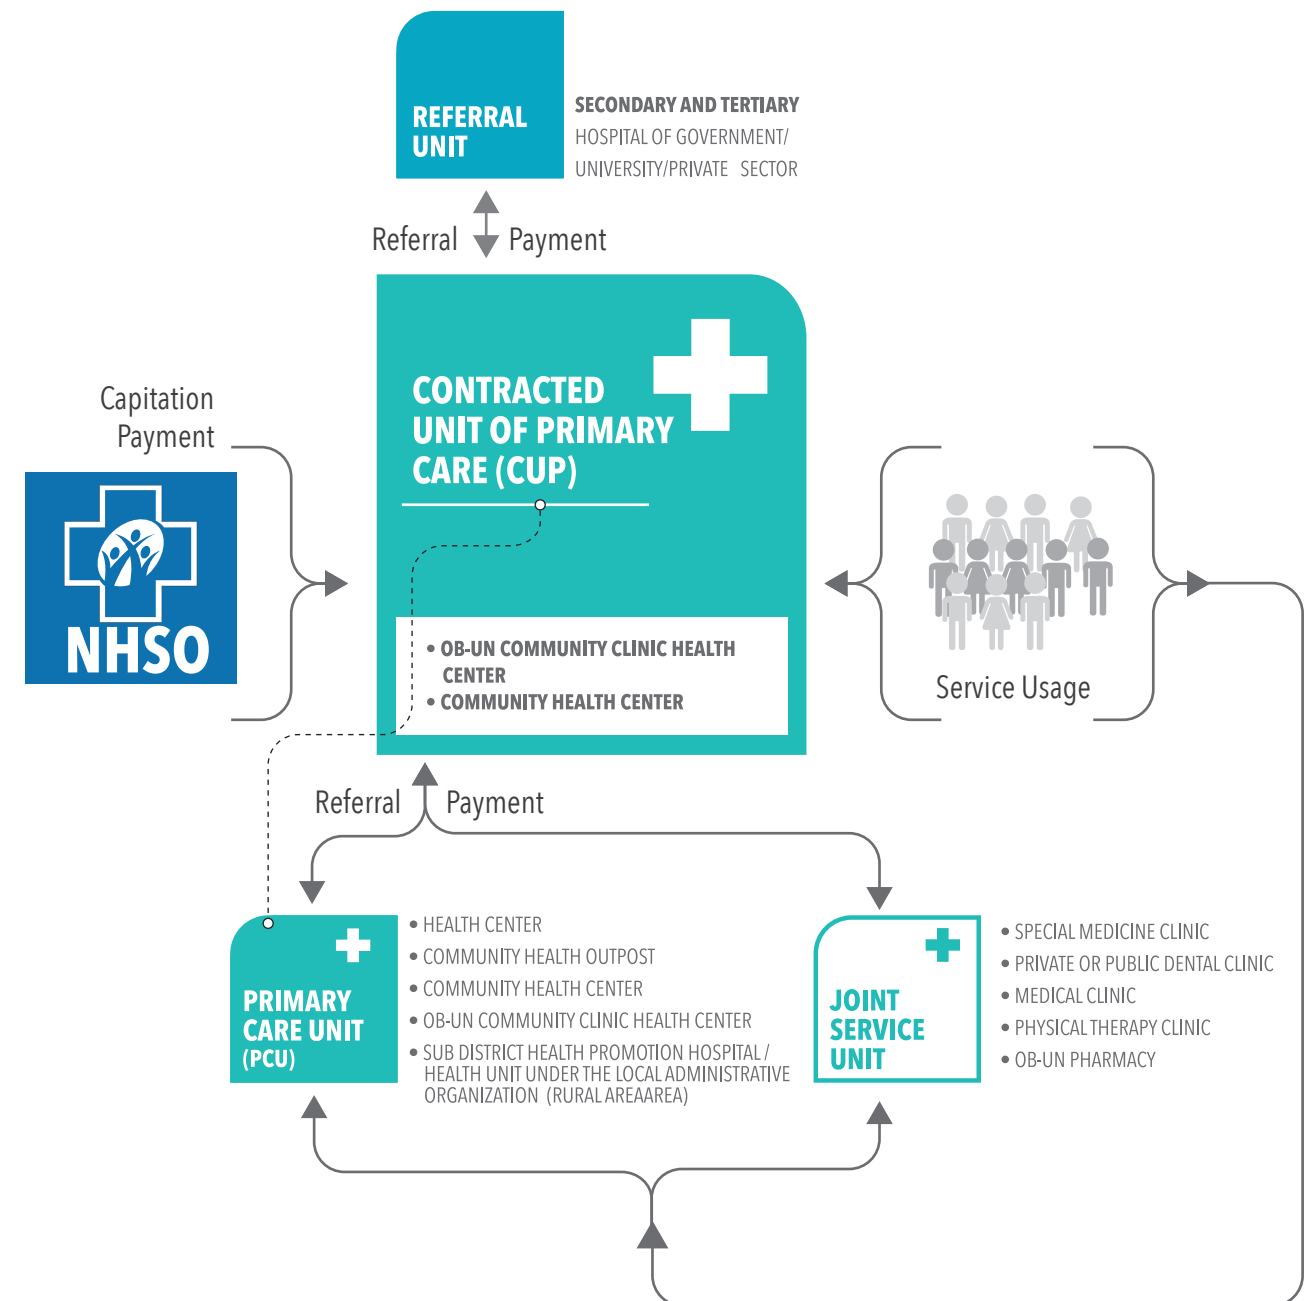 REFERRAL
UNIT
SECONDARY AND TERTIARY
HOSPITAL OF GOVERNMENT/
UNIVERSITY/PRIVATE SECTOR
Referral
Payment
CONTRACTED
UNIT OF PRIMARY
CARE (CUP)
Capitation
Payment
NHSO
• OB-UN COMMUNITY CLINIC HEALTH
CENTER
• COMMUNITY HEALTH CENTER
Service Usage
Referral
Payment
PRIMARY
CARE UNIT
(PCU)
• HEALTH CENTER
• COMMUNITY HEALTH OUTPOST
• COMMUNITY HEALTH CENTER
• OB-UN COMMUNITY CLINIC HEALTH CENTER
• SUB DISTRICT HEALTH PROMOTION HOSPITAL /
HEALTH UNIT UNDER THE LOCAL ADMINISTRATIVE
ORGANIZATION (RURAL AREAAREA)
JOINT
SERVICE
UNIT
• SPECIAL MEDICINE CLINIC
• PRIVATE OR PUBLIC DENTAL CLINIC
• MEDICAL CLINIC
• PHYSICAL THERAPY CLINIC
• OB-UN PHARMACY